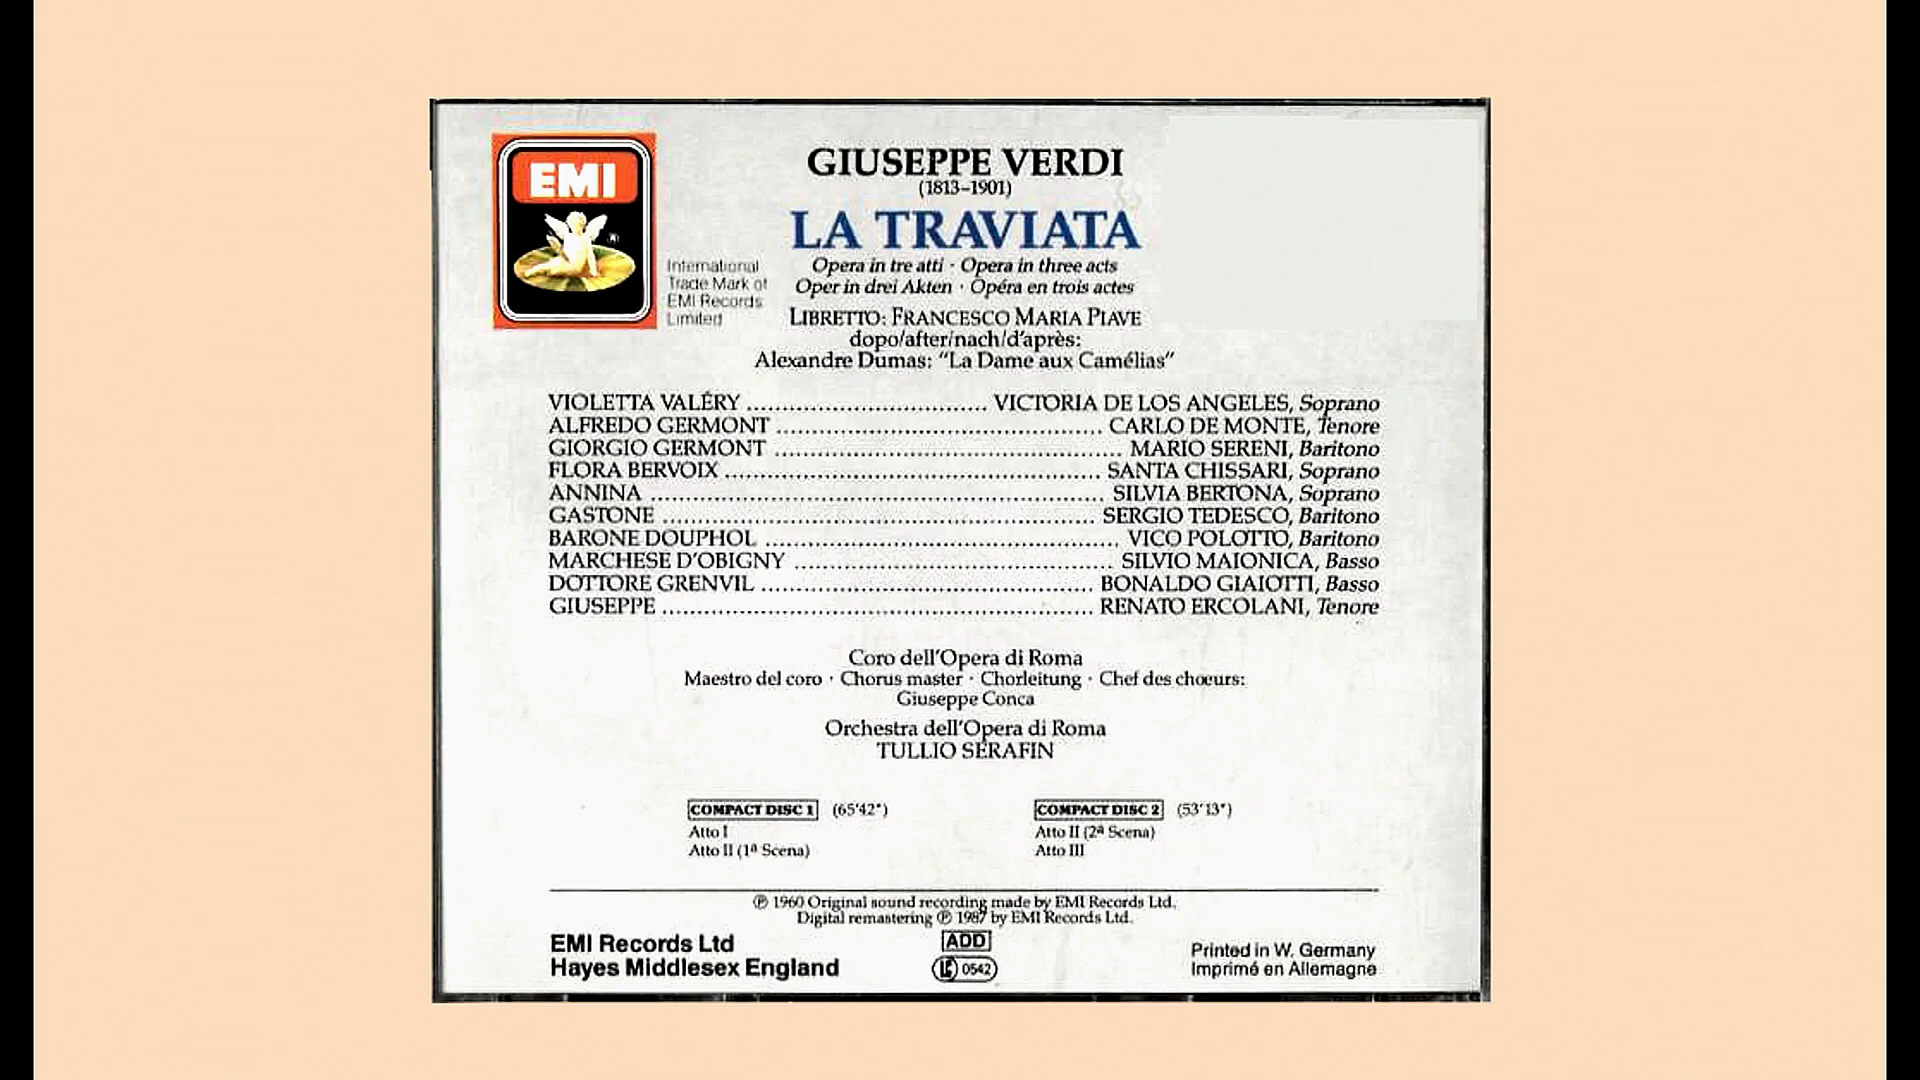 EMI
®
International
Trade Mark of
EMI Records
Limited
GIUSEPPE VERDI
(1813–1901)
LA TRAVIATA
Opera in tre atti · Opera in three acts
Oper in drei Akten · Opéra en trois actes
LIBRETTO: FRANCESCO MARIA PIAVE
dopo/after/nach/d'après:
Alexandre Dumas: "La Dame aux Camélias"
VIOLETTA VALÉRY ................................. VICTORIA DE LOS ANGELES, Soprano
ALFREDO GERMONT ............................................. CARLO DE MONTE, Tenore
GIORGIO GERMONT ................................................ MARIO SERENI, Baritono
FLORA BERVOIX .................................................... SANTA CHISSARI, Soprano
ANNINA ............................................................... SILVIA BERTONA, Soprano
GASTONE ............................................................ SERGIO TEDESCO, Baritono
BARONE DOUPHOL ................................................. VICO POLOTTO, Baritono
MARCHESE D'OBIGNY ............................................. SILVIO MAIONICA, Basso
DOTTORE GRENVIL .............................................. BONALDO GIAIOTTI, Basso
GIUSEPPE ............................................................ RENATO ERCOLANI, Tenore
Coro dell'Opera di Roma
Maestro del coro · Chorus master · Chorleitung · Chef des chœurs:
Giuseppe Conca
Orchestra dell'Opera di Roma
TULLIO SERAFIN
COMPACT DISC 1 (65'42")
Atto I
Atto II (1ª Scena)
COMPACT DISC 2 (53'13")
Atto II (2ª Scena)
Atto III
℗ 1960 Original sound recording made by EMI Records Ltd.
Digital remastering ℗ 1987 by EMI Records Ltd.
EMI Records Ltd
Hayes Middlesex England
ADD
LC 0542
Printed in W. Germany
Imprimé en Allemagne